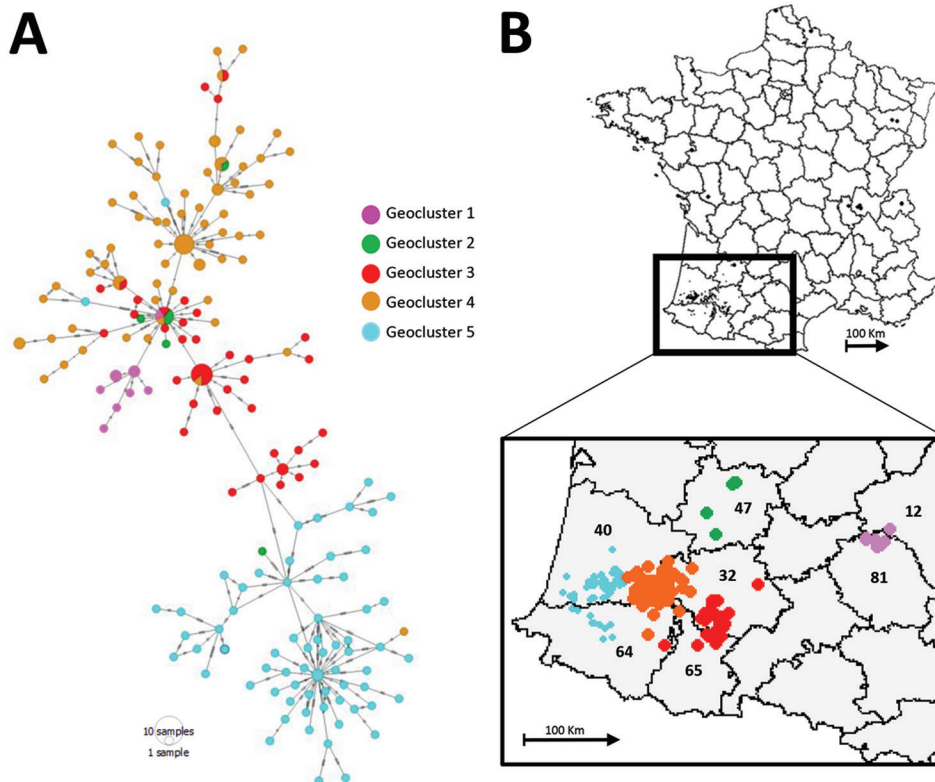 A
B
Geocluster 1
Geocluster 2
Geocluster 3
Geocluster 4
Geocluster 5
100 Km
10 samples
1 sample
47
12
40
32
81
64
65
100 Km